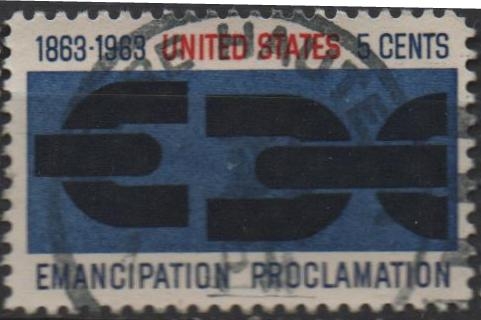 1863-1963 UNITED STATES 5 CENTS
EMANCIPATION PROCLAMATION